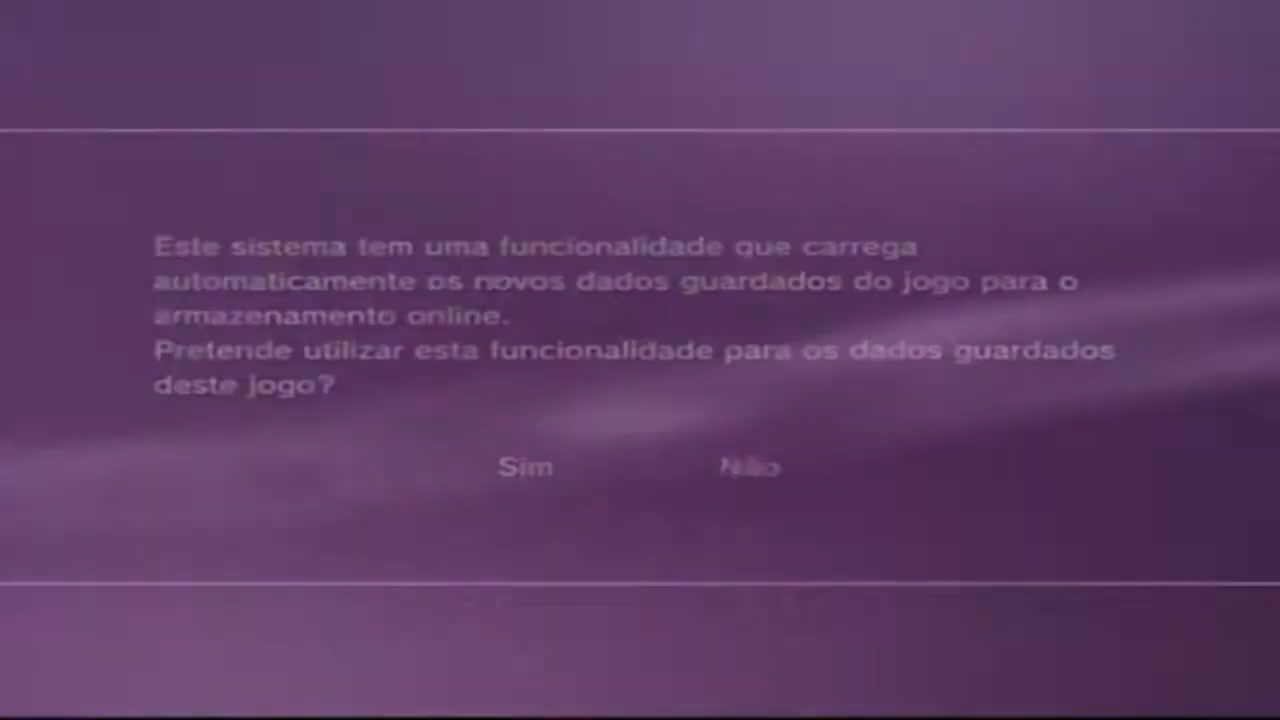 Este sistema tem uma funcionalidade que carrega
automaticamente os novos dados guardados do jogo para o
armazenamento online.
Pretende utilizar esta funcionalidade para os dados guardados
deste jogo?
Sim Não